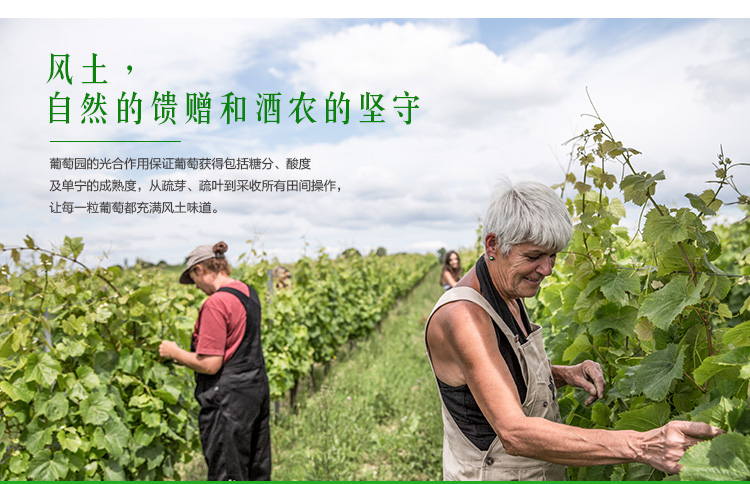 风土，
自然的馈赠和酒农的坚守
葡萄园的光合作用保证葡萄获得包括糖分、酸度
及单宁的成熟度，从疏芽、疏叶到采收所有田间操作，
让每一粒葡萄都充满风土味道。